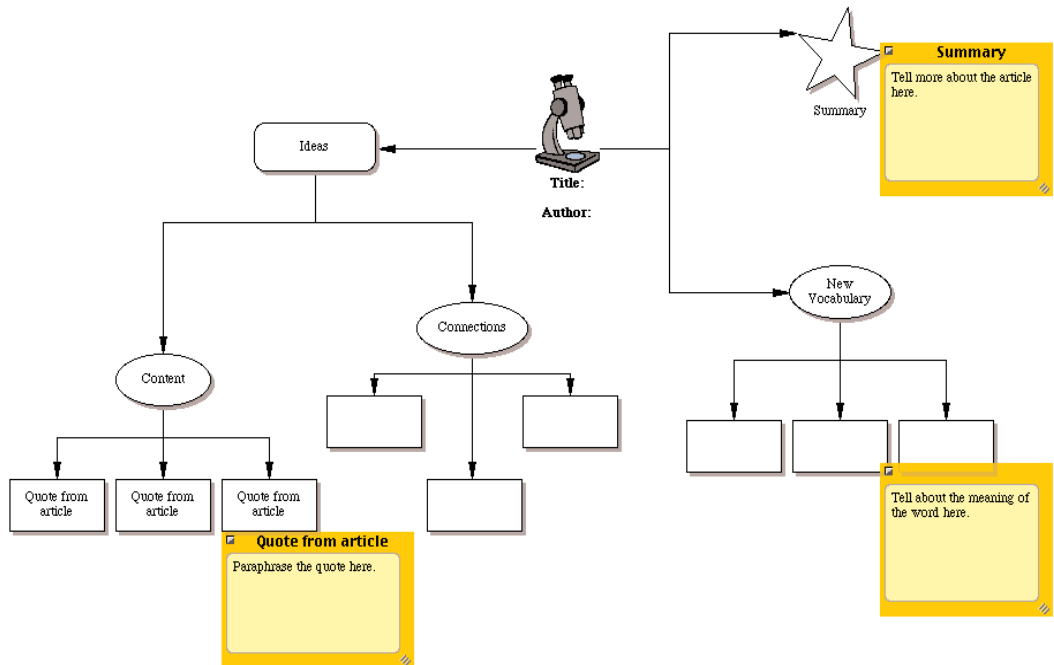 Summary
Tell more about the article
here.
Summary
Ideas
Title:
Author:
New
Vocabulary
Connections
Content
Quote from
article
Quote from
article
Quote from
article
Tell about the meaning of
the word here.
Quote from article
Paraphrase the quote here.